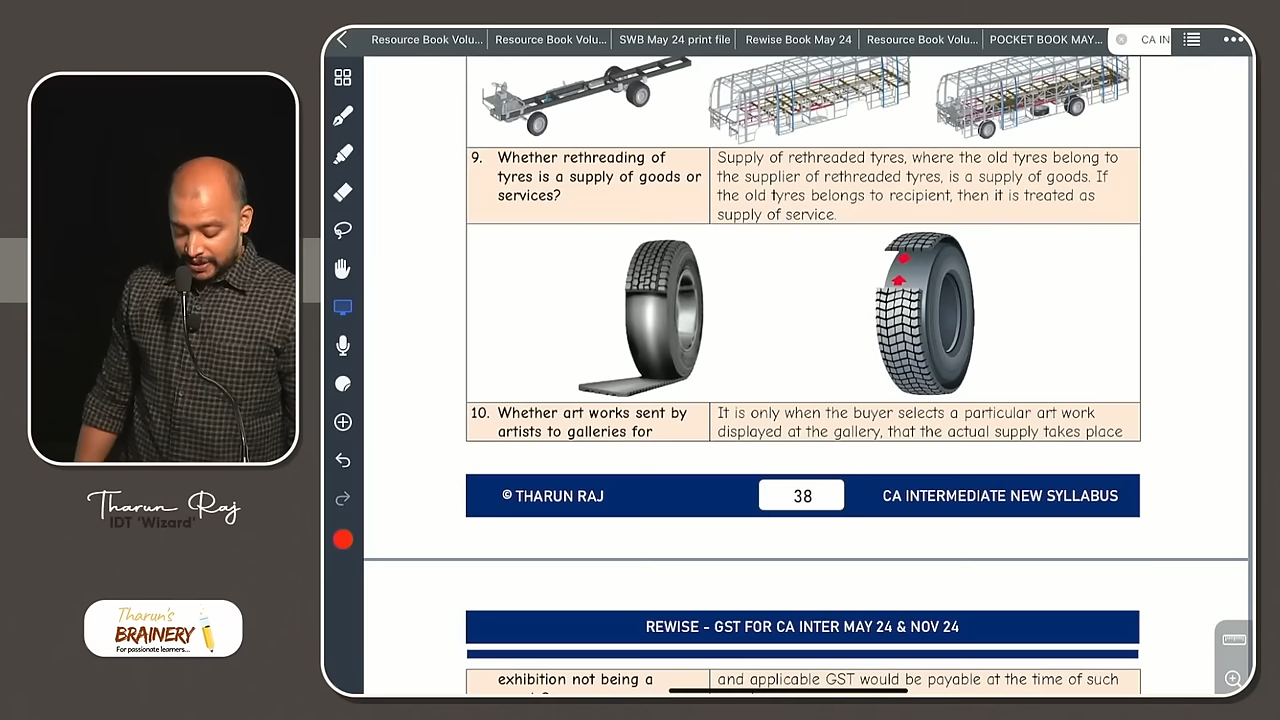 Resource Book Volu...
Resource Book Volu...
SWB May 24 print file
Rewise Book May 24
Resource Book Volu...
POCKET BOOK MAY...
CA IN
9. Whether rethreading of
tyres is a supply of goods or
services?
Supply of rethreaded tyres, where the old tyres belong to
the supplier of rethreaded tyres, is a supply of goods. If
the old tyres belongs to recipient, then it is treated as
supply of service.
10. Whether art works sent by
artists to galleries for
It is only when the buyer selects a particular art work
displayed at the gallery, that the actual supply takes place
© THARUN RAJ
38
CA INTERMEDIATE NEW SYLLABUS
REWISE - GST FOR CA INTER MAY 24 & NOV 24
exhibition not being a
and applicable GST would be payable at the time of such
Tharun Raj
IDT 'Wizard'
Tharun's
BRAINERY
For passionate learners...